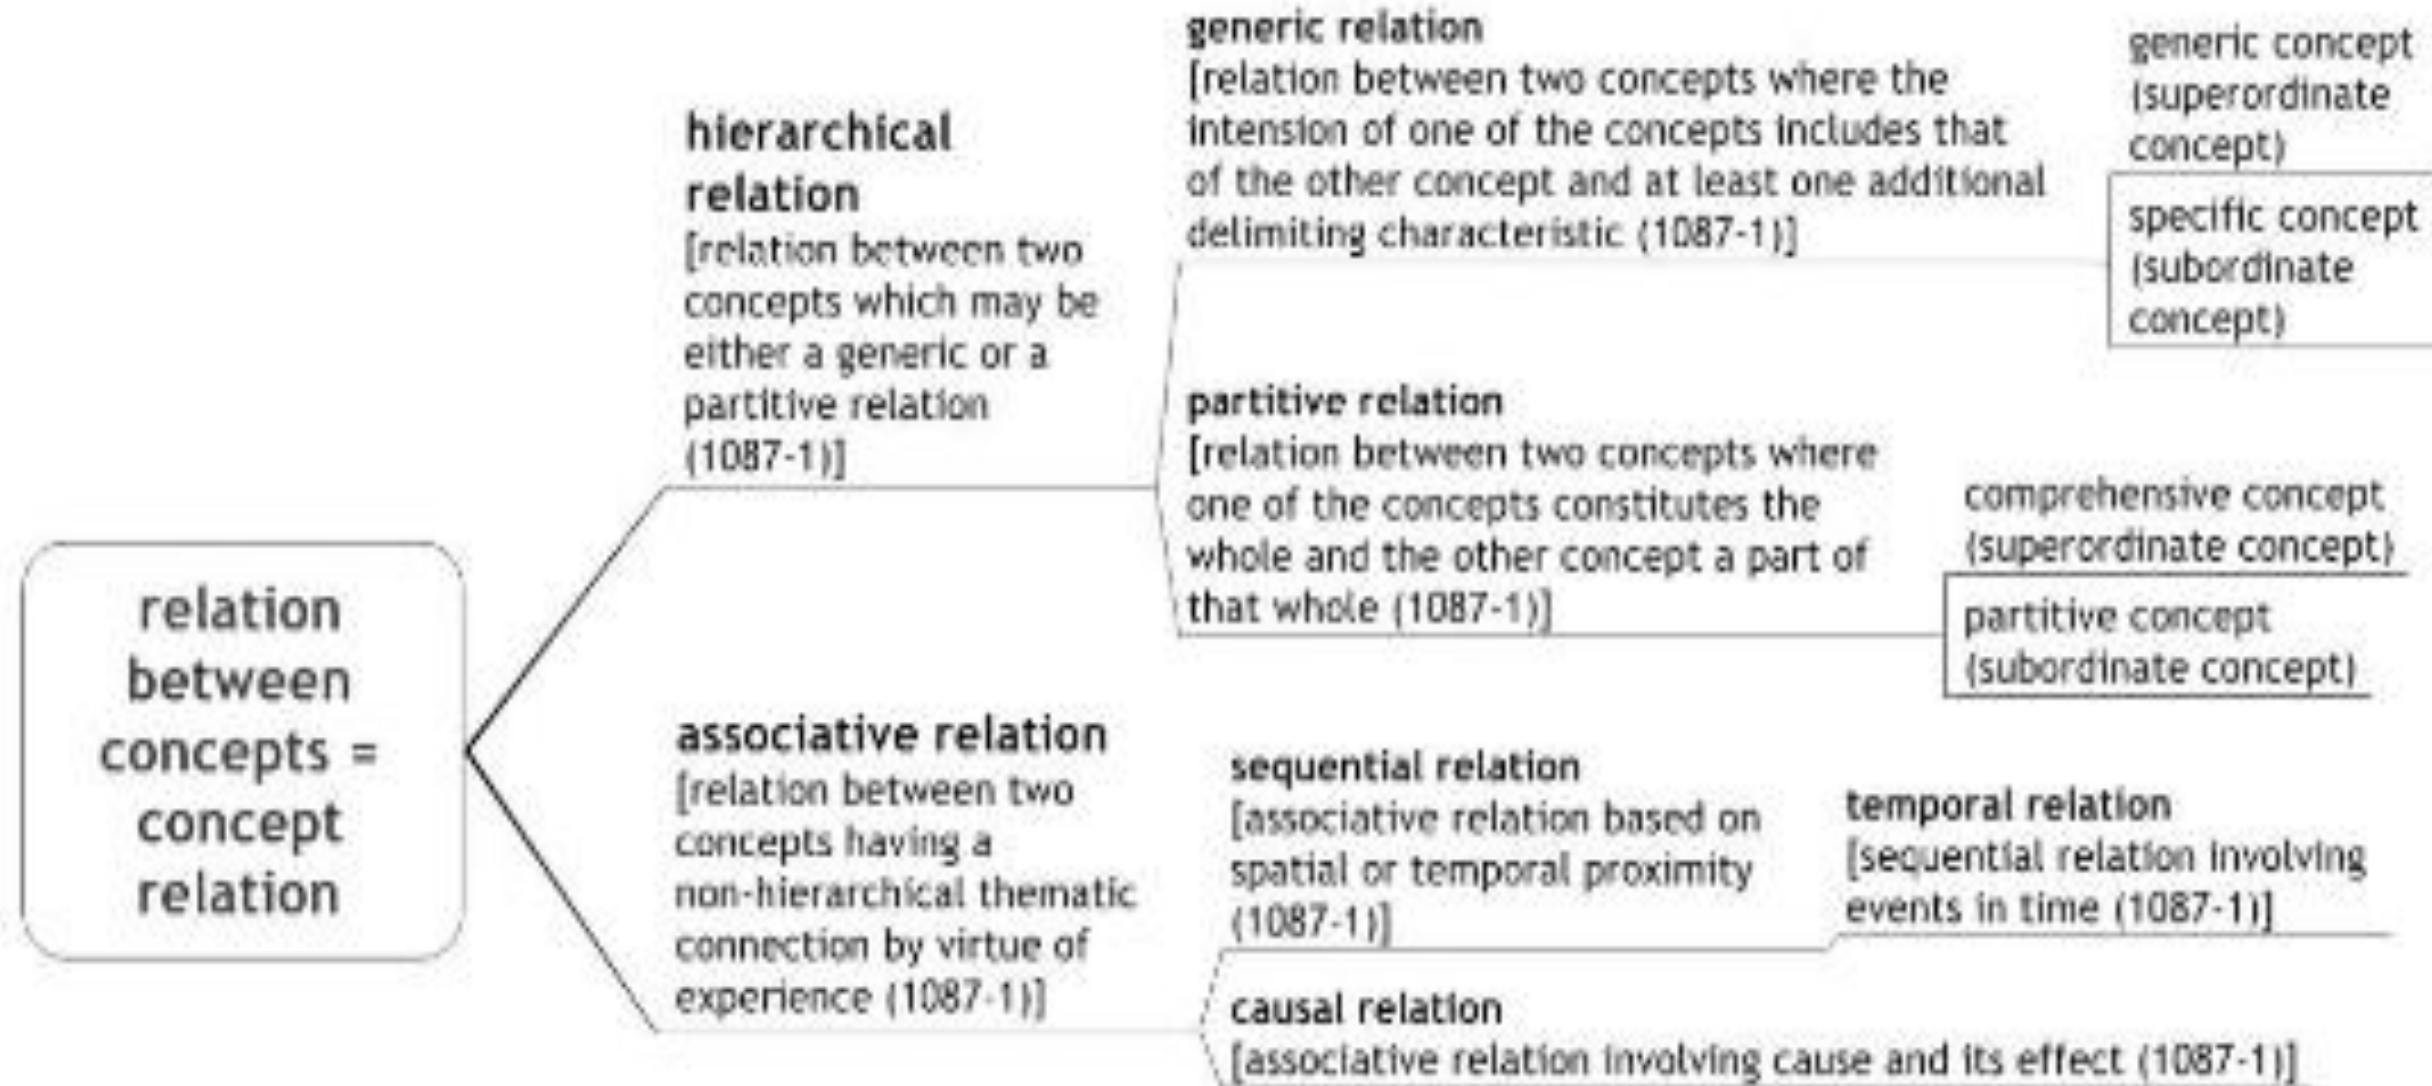 relation
between
concepts =
concept
relation
hierarchical
relation
[relation between two
concepts which may be
either a generic or a
partitive relation
(1087-1)]
generic relation
[relation between two concepts where the
intension of one of the concepts includes that
of the other concept and at least one additional
delimiting characteristic (1087-1)]
generic concept
(superordinate
concept)
specific concept
(subordinate
concept)
partitive relation
[relation between two concepts where
one of the concepts constitutes the
whole and the other concept a part of
that whole (1087-1)]
comprehensive concept
(superordinate concept)
partitive concept
(subordinate concept)
associative relation
[relation between two
concepts having a
non-hierarchical thematic
connection by virtue of
experience (1087-1)]
sequential relation
[associative relation based on
spatial or temporal proximity
(1087-1)]
temporal relation
[sequential relation involving
events in time (1087-1)]
causal relation
[associative relation involving cause and its effect (1087-1)]